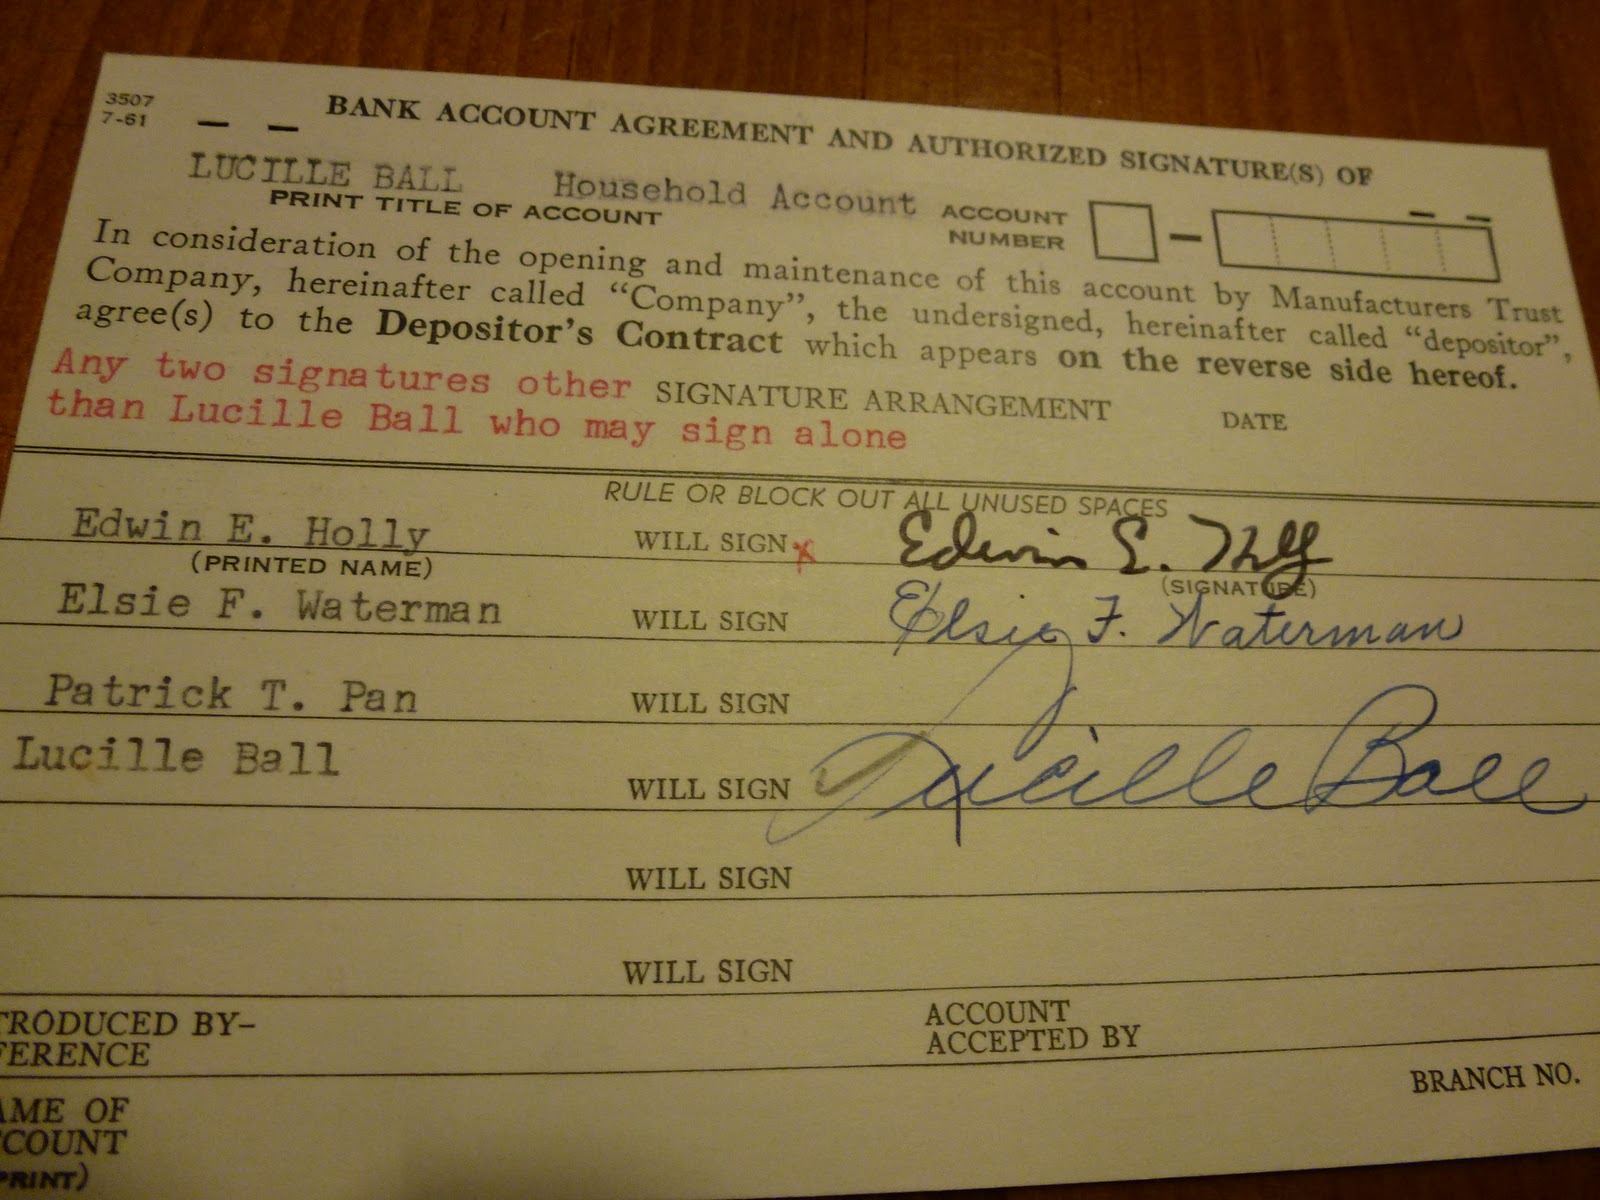 3507
7-61
BANK ACCOUNT AGREEMENT AND AUTHORIZED SIGNATURE(S) OF
LUCILLE BALL Household Account
PRINT TITLE OF ACCOUNT
ACCOUNT NUMBER
In consideration of the opening and maintenance of this account by Manufacturers Trust
Company, hereinafter called "Company", the undersigned, hereinafter called "depositor",
agree(s) to the Depositor's Contract which appears on the reverse side hereof.
Any two signatures other SIGNATURE ARRANGEMENT DATE
than Lucille Ball who may sign alone
RULE OR BLOCK OUT ALL UNUSED SPACES
Edwin E. Holly WILL SIGN x Edwin E. Holly
(PRINTED NAME) (SIGNATURE)
Elsie F. Waterman WILL SIGN Elsie F. Waterman
Patrick T. Pan WILL SIGN
Lucille Ball WILL SIGN Lucille Ball
WILL SIGN
WILL SIGN
TRODUCED BY-
FERENCE
ACCOUNT
ACCEPTED BY
BRANCH NO.
AME OF
CCOUNT
PRINT)